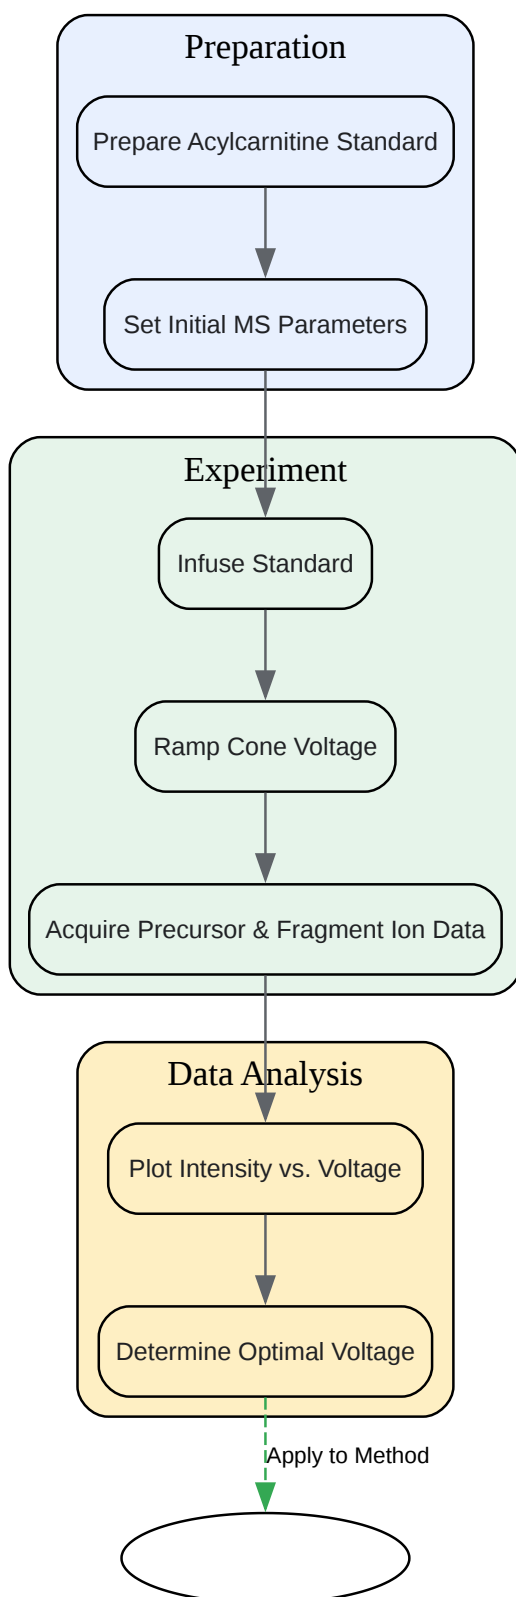 Preparation
Prepare Acylcarnitine Standard
Set Initial MS Parameters
Experiment
Infuse Standard
Ramp Cone Voltage
Acquire Precursor & Fragment Ion Data
Data Analysis
Plot Intensity vs. Voltage
Determine Optimal Voltage
Apply to Method